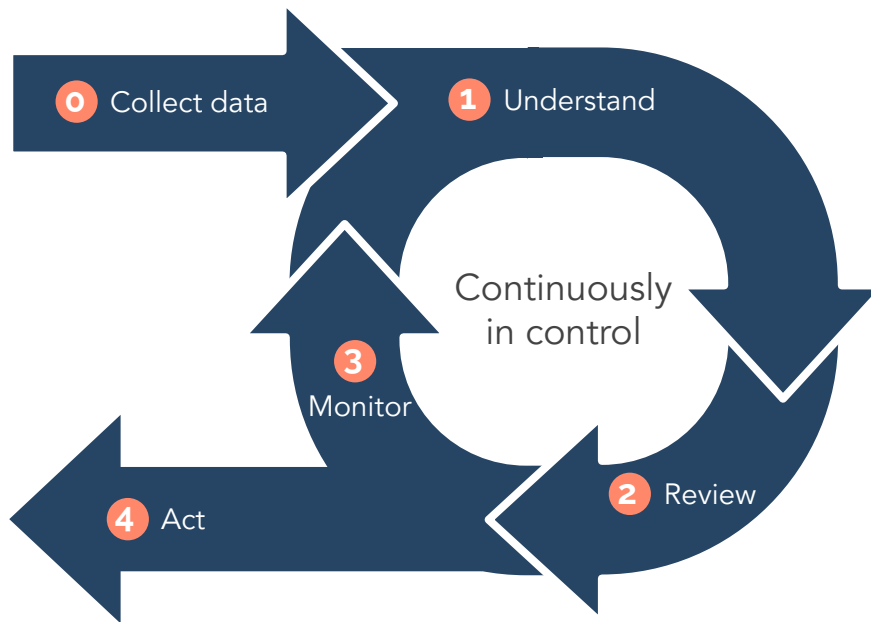 0 Collect data
1 Understand
Continuously
in control
3
Monitor
2 Review
4 Act